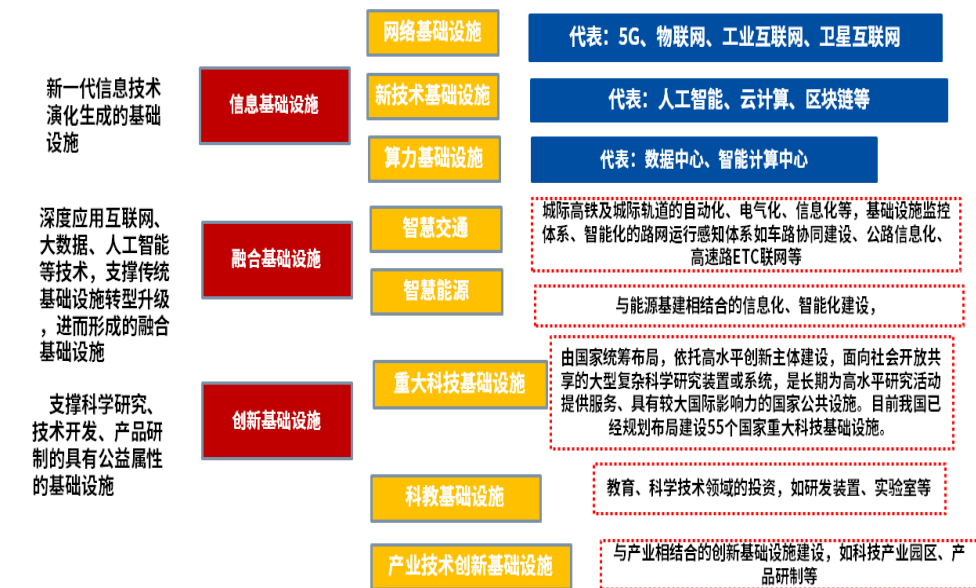 新一代信息技术
演化生成的基础
设施
信息基础设施
网络基础设施
代表：5G、物联网、工业互联网、卫星互联网
新技术基础设施
代表：人工智能、云计算、区块链等
算力基础设施
代表：数据中心、智能计算中心
深度应用互联网、
大数据、人工智能
等技术，支撑传统
基础设施转型升级
，进而形成的融合
基础设施
融合基础设施
智慧交通
城际高铁及城际轨道的自动化、电气化、信息化等，基础设施监控
体系、智能化的路网运行感知体系如车路协同建设、公路信息化、
高速路ETC联网等
智慧能源
与能源基建相结合的信息化、智能化建设，
支撑科学研究、
技术开发、产品研
制的具有公益属性
的基础设施
创新基础设施
重大科技基础设施
由国家统筹布局，依托高水平创新主体建设，面向社会开放共
享的大型复杂科学研究装置或系统，是长期为高水平研究活动
提供服务、具有较大国际影响力的国家公共设施。目前我国已
经规划布局建设55个国家重大科技基础设施。
科教基础设施
教育、科学技术领域的投资，如研发装置、实验室等
产业技术创新基础设施
与产业相结合的创新基础设施建设，如科技产业园区、产
品研制等